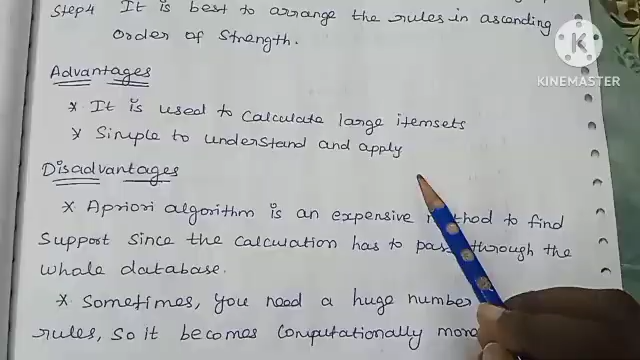 Step4 It is best to arrange the rules in ascending
order of strength.
KINEMASTER
Advantages
* It is used to calculate large itemsets
* Simple to understand and apply
Disadvantages
* Apriori algorithm is an expensive method to find
support since the calculation has to pass through the
whole database.
* Sometimes, you need a huge number
rules, so it becomes computationally more